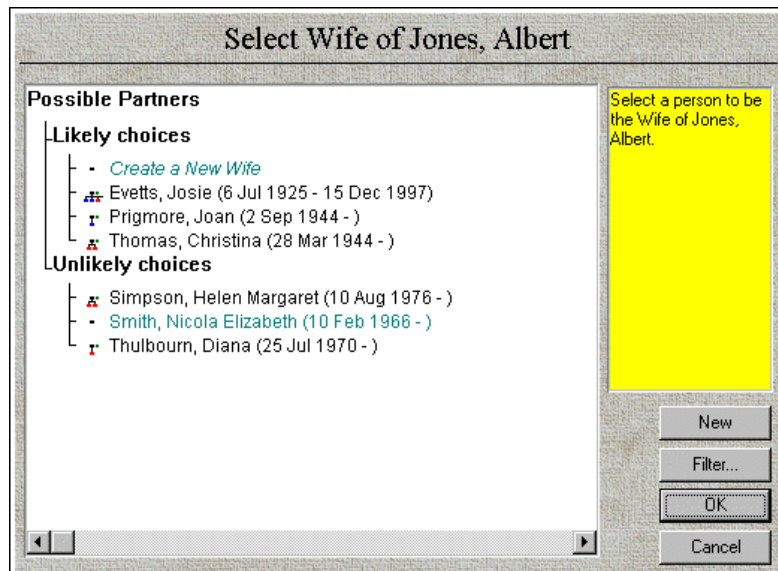 Select Wife of Jones, Albert
Possible Partners
Likely choices
Create a New Wife
Evetts, Josie (6 Jul 1925 - 15 Dec 1997)
Prigmore, Joan (2 Sep 1944 - )
Thomas, Christina (28 Mar 1944 - )
Unlikely choices
Simpson, Helen Margaret (10 Aug 1976 - )
Smith, Nicola Elizabeth (10 Feb 1966 - )
Thulbourn, Diana (25 Jul 1970 - )
Select a person to be
the Wife of Jones,
Albert.
New
Filter...
OK
Cancel